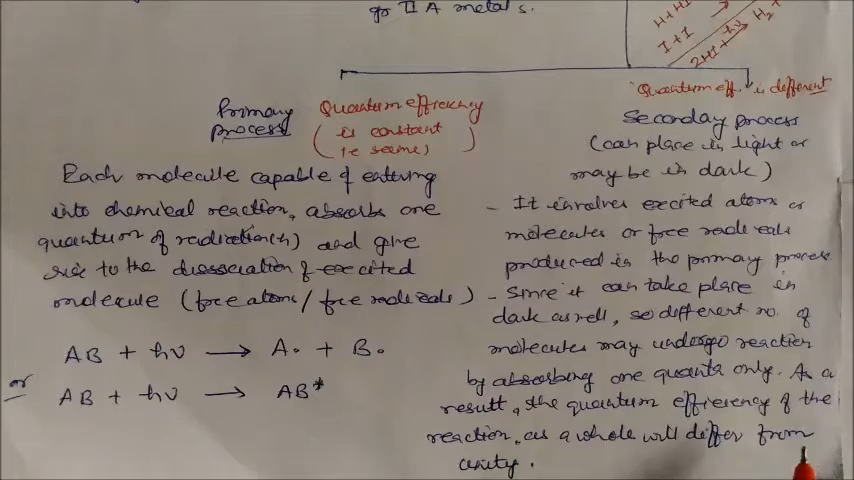 go II A metals.
H+HI →
I + I
2HI + hν → H2+
Primary process
Quantum efficiency
( is constant
ie same, )
Each molecule capable of entering
into chemical reaction, absorbs one
quantum of radiation(h) and give
rise to the dissociation of excited
molecule (free atoms/free radicals)
AB + hν → A. + B.
or
AB + hν → AB*
"Quantum eff. is different
Seconday process
(can place in light or
may be in dark)
- It involves excited atoms or
molecules or free radicals
produced in the primary process
- Since it can take place in
dark as well, so different no. of
molecules may undergo reaction
by absorbing one quanta only. As a
result, the quantum efficiency of the
reaction, as a whole will differ from
unity.